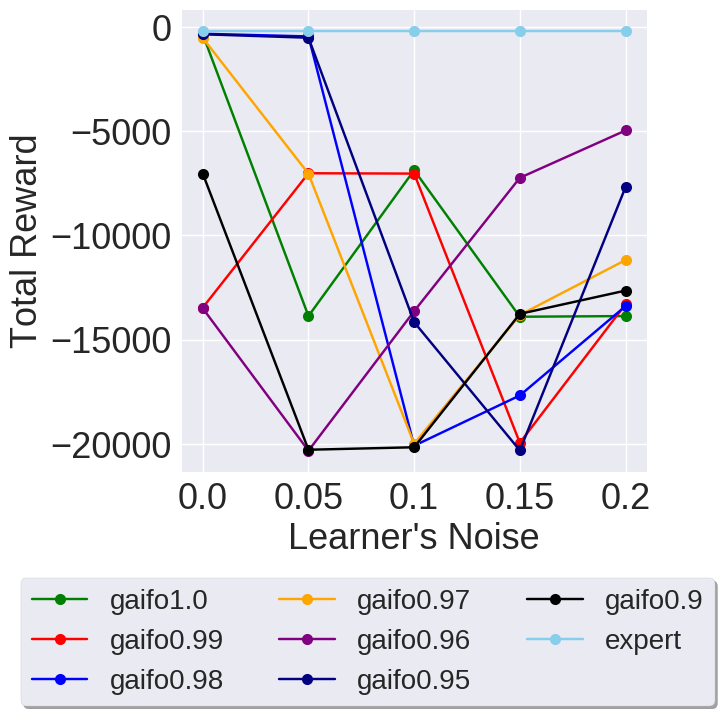 0
−5000
−10000
−15000
−20000
Total Reward
0.0 0.05 0.1 0.15 0.2
Learner's Noise
gaifo1.0 gaifo0.97 gaifo0.9
gaifo0.99 gaifo0.96 expert
gaifo0.98 gaifo0.95